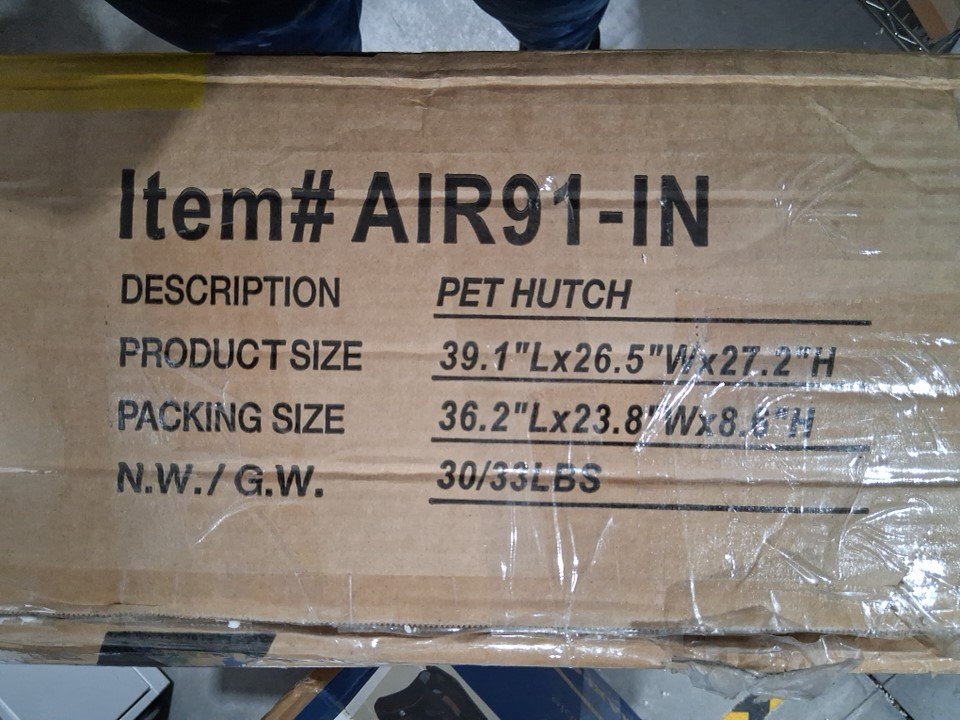 Item# AIR91-IN
DESCRIPTION PET HUTCH
PRODUCT SIZE 39.1"Lx26.5"Wx27.2"H
PACKING SIZE 36.2"Lx23.8"Wx8.6"H
N.W./ G.W. 30/33LBS